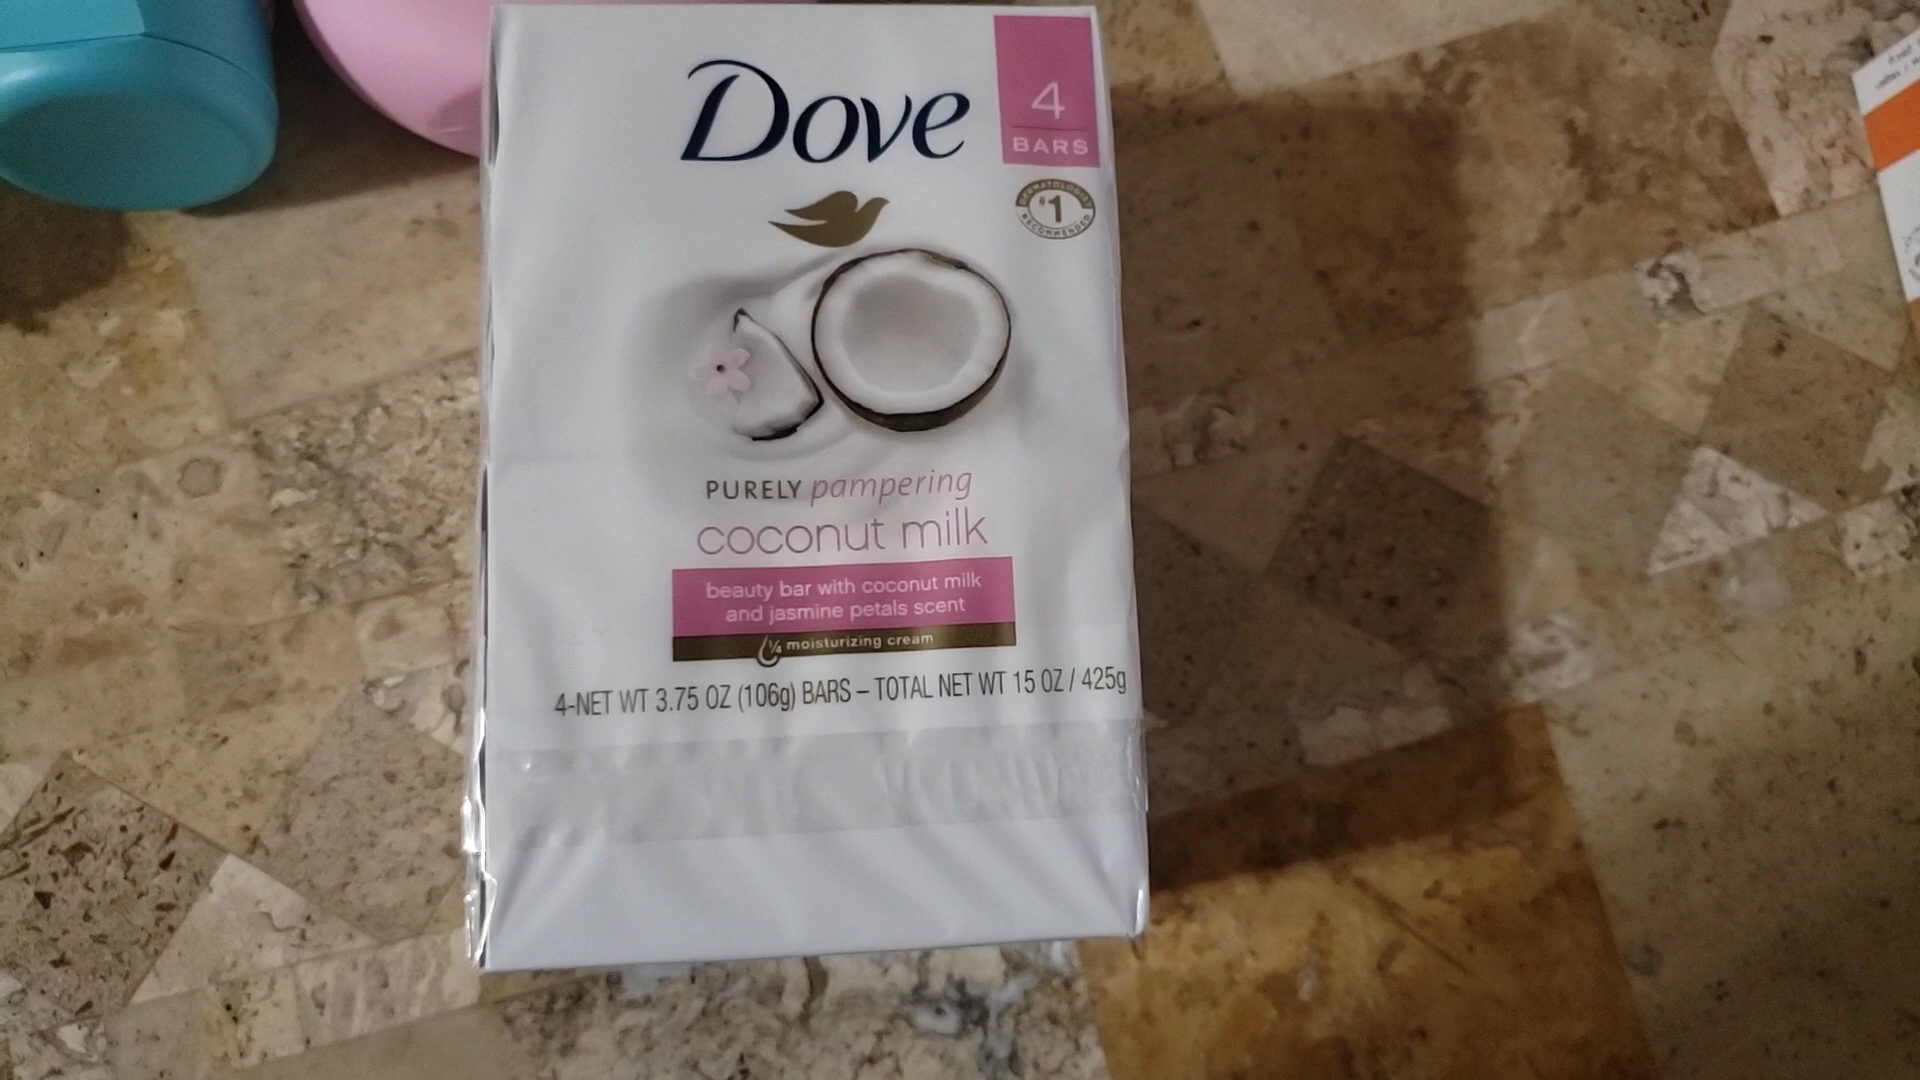 Dove
4
BARS
DERMATOLOGIST
#1
RECOMMENDED
PURELY pampering
coconut milk
beauty bar with coconut milk
and jasmine petals scent
¼ moisturizing cream
4-NET WT 3.75 OZ (106g) BARS – TOTAL NET WT 15 OZ / 425g